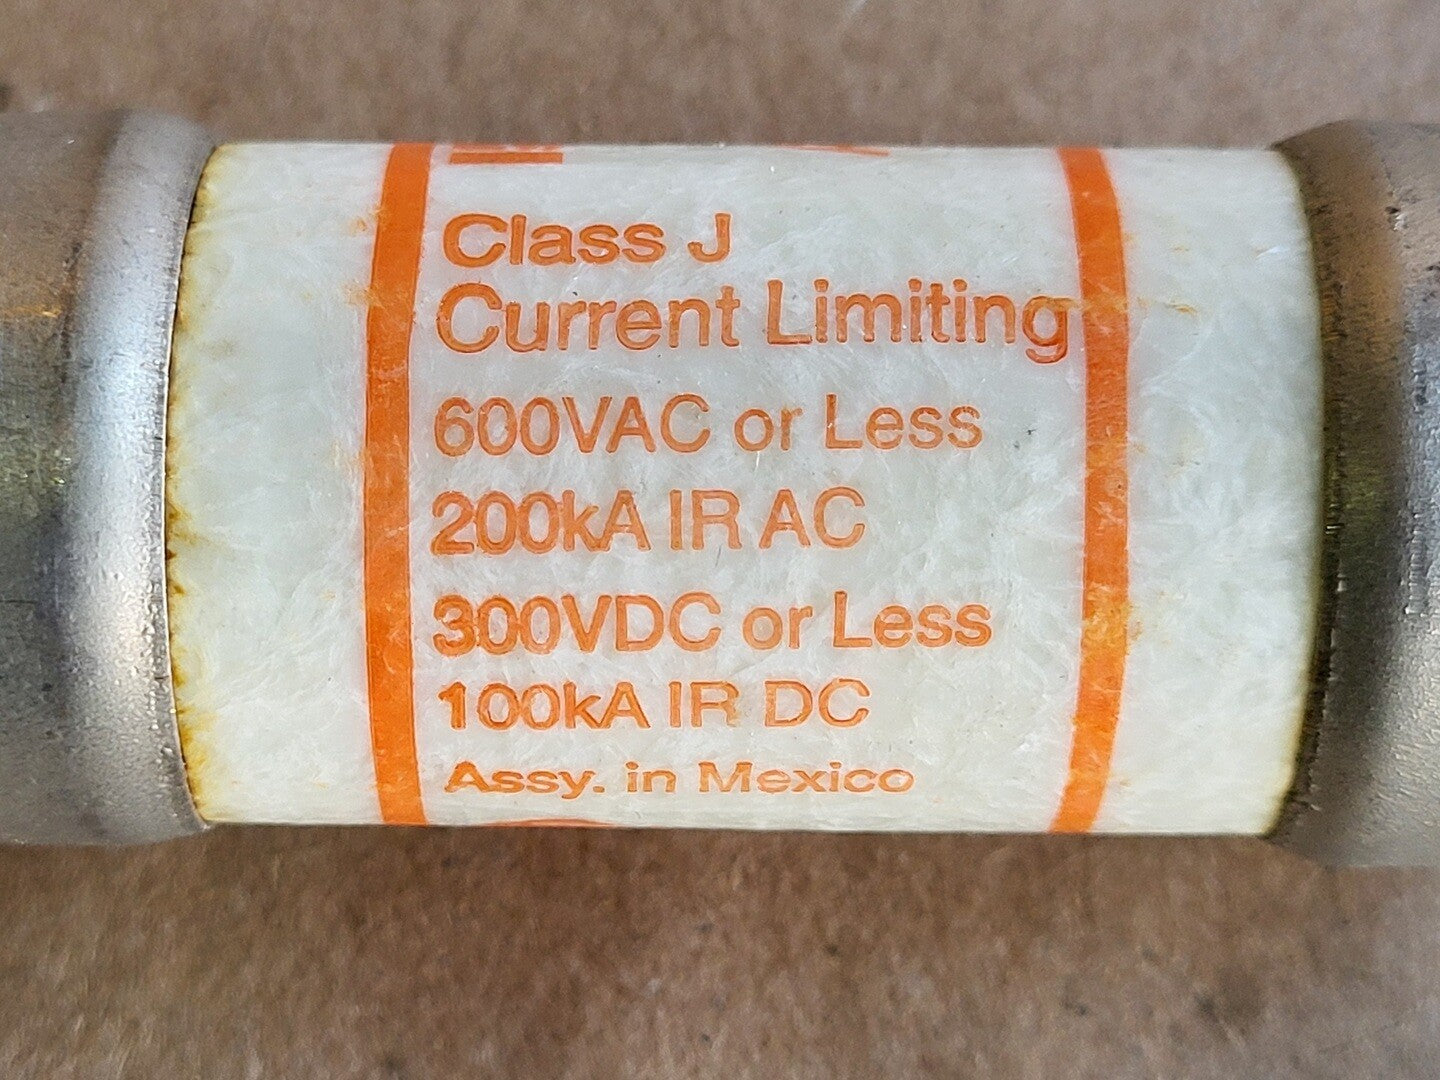 Class J
Current Limiting
600VAC or Less
200kA IR AC
300VDC or Less
100kA IR DC
Assy. in Mexico